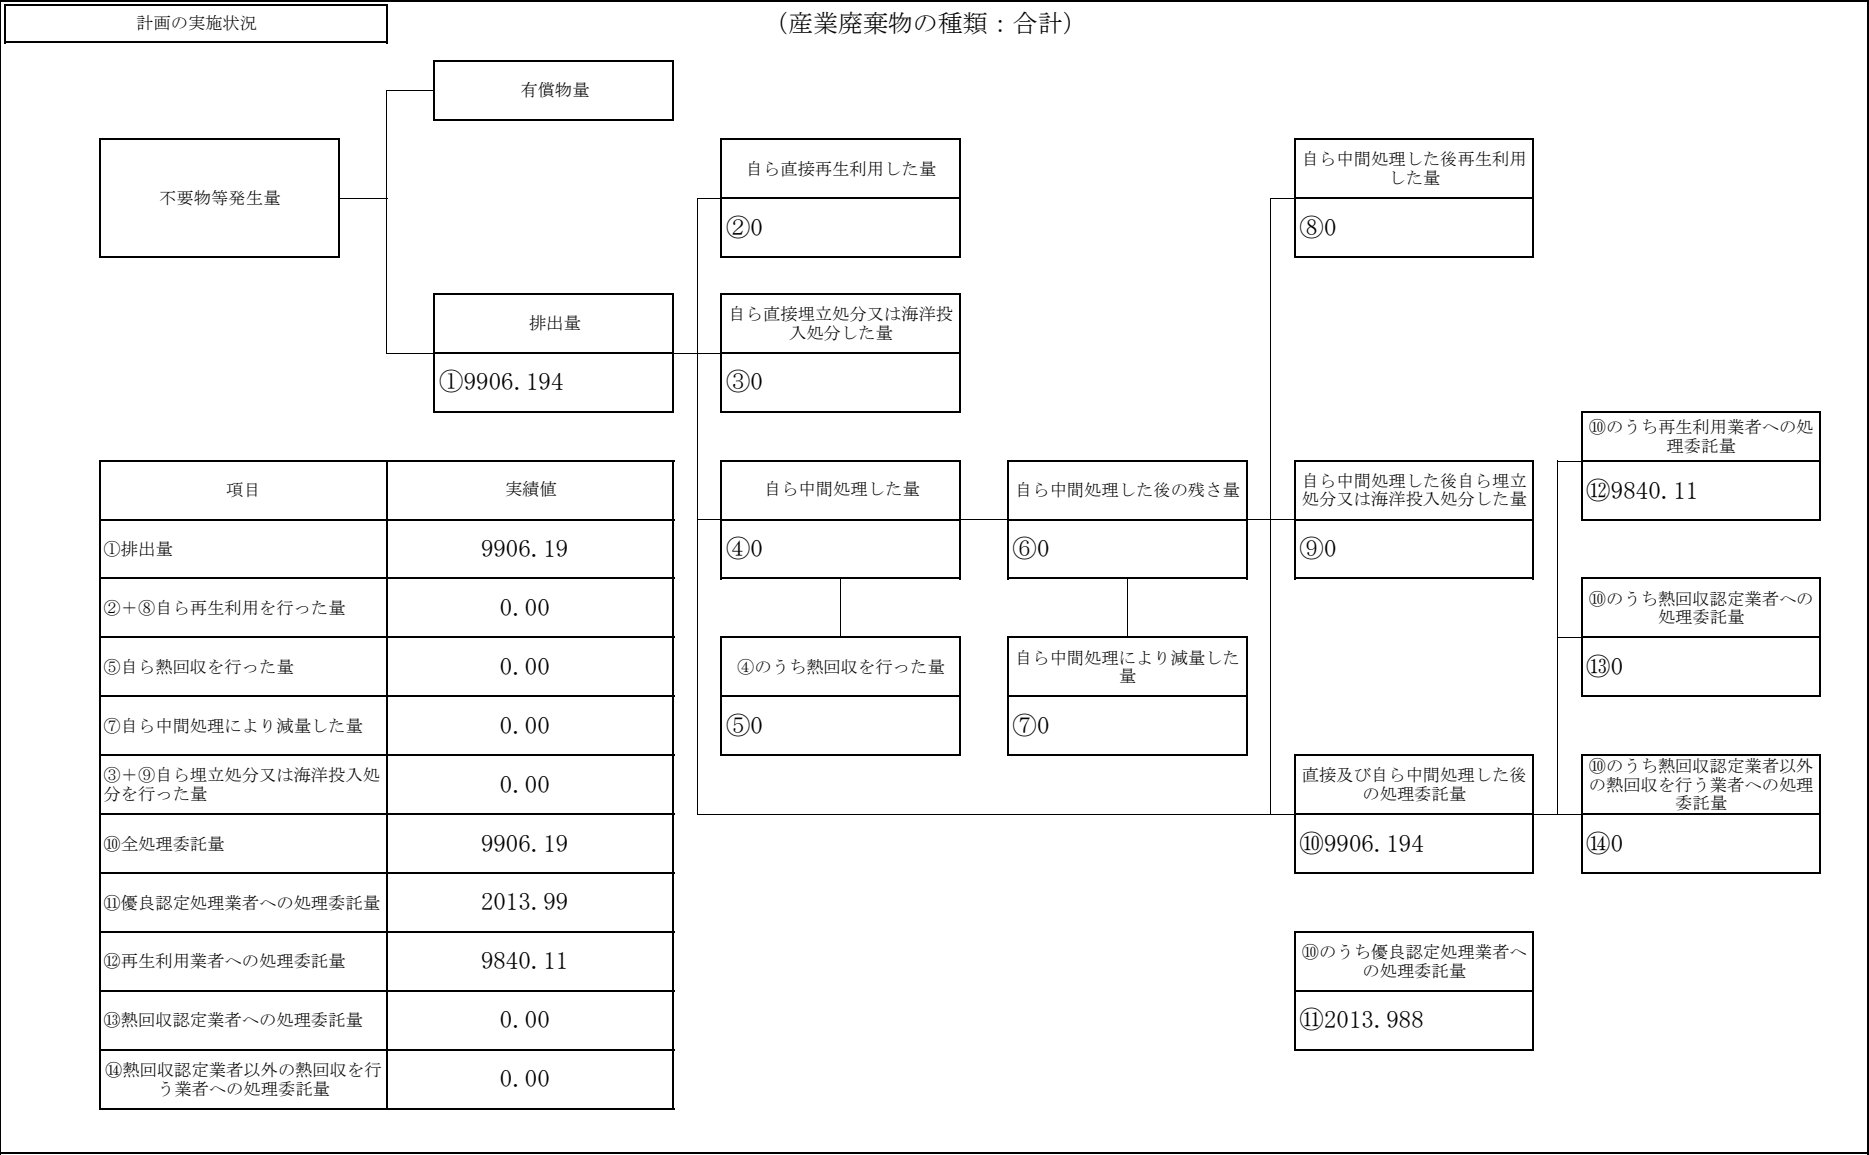 計画の実施状況
（産業廃棄物の種類：合計）
有償物量
不要物等発生量
自ら直接再生利用した量
②0
自ら中間処理した後再生利用
した量
⑧0
排出量
①9906.194
自ら直接埋立処分又は海洋投
入処分した量
③0
⑩のうち再生利用業者への処
理委託量
⑫9840.11
自ら中間処理した量
④0
自ら中間処理した後の残さ量
⑥0
自ら中間処理した後自ら埋立
処分又は海洋投入処分した量
⑨0
⑩のうち熱回収認定業者への
処理委託量
⑬0
④のうち熱回収を行った量
⑤0
自ら中間処理により減量した
量
⑦0
直接及び自ら中間処理した後
の処理委託量
⑩9906.194
⑩のうち熱回収認定業者以外
の熱回収を行う業者への処理
委託量
⑭0
⑩のうち優良認定処理業者へ
の処理委託量
⑪2013.988
項目 実績値
①排出量 9906.19
②＋⑧自ら再生利用を行った量 0.00
⑤自ら熱回収を行った量 0.00
⑦自ら中間処理により減量した量 0.00
③＋⑨自ら埋立処分又は海洋投入処
分を行った量 0.00
⑩全処理委託量 9906.19
⑪優良認定処理業者への処理委託量 2013.99
⑫再生利用業者への処理委託量 9840.11
⑬熱回収認定業者への処理委託量 0.00
⑭熱回収認定業者以外の熱回収を行
う業者への処理委託量 0.00